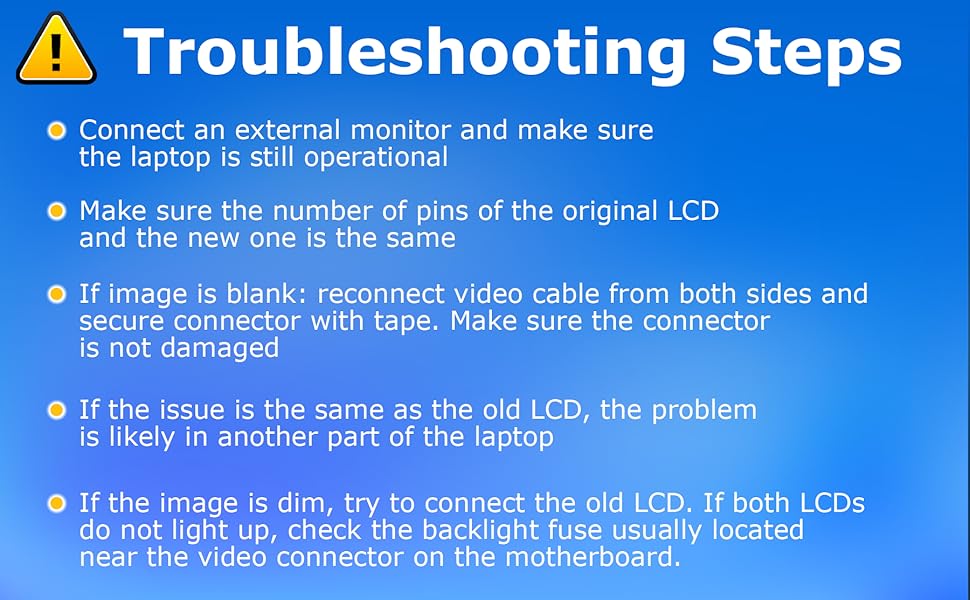 Troubleshooting Steps
Connect an external monitor and make sure
the laptop is still operational
Make sure the number of pins of the original LCD
and the new one is the same
If image is blank: reconnect video cable from both sides and
secure connector with tape. Make sure the connector
is not damaged
If the issue is the same as the old LCD, the problem
is likely in another part of the laptop
If the image is dim, try to connect the old LCD. If both LCDs
do not light up, check the backlight fuse usually located
near the video connector on the motherboard.